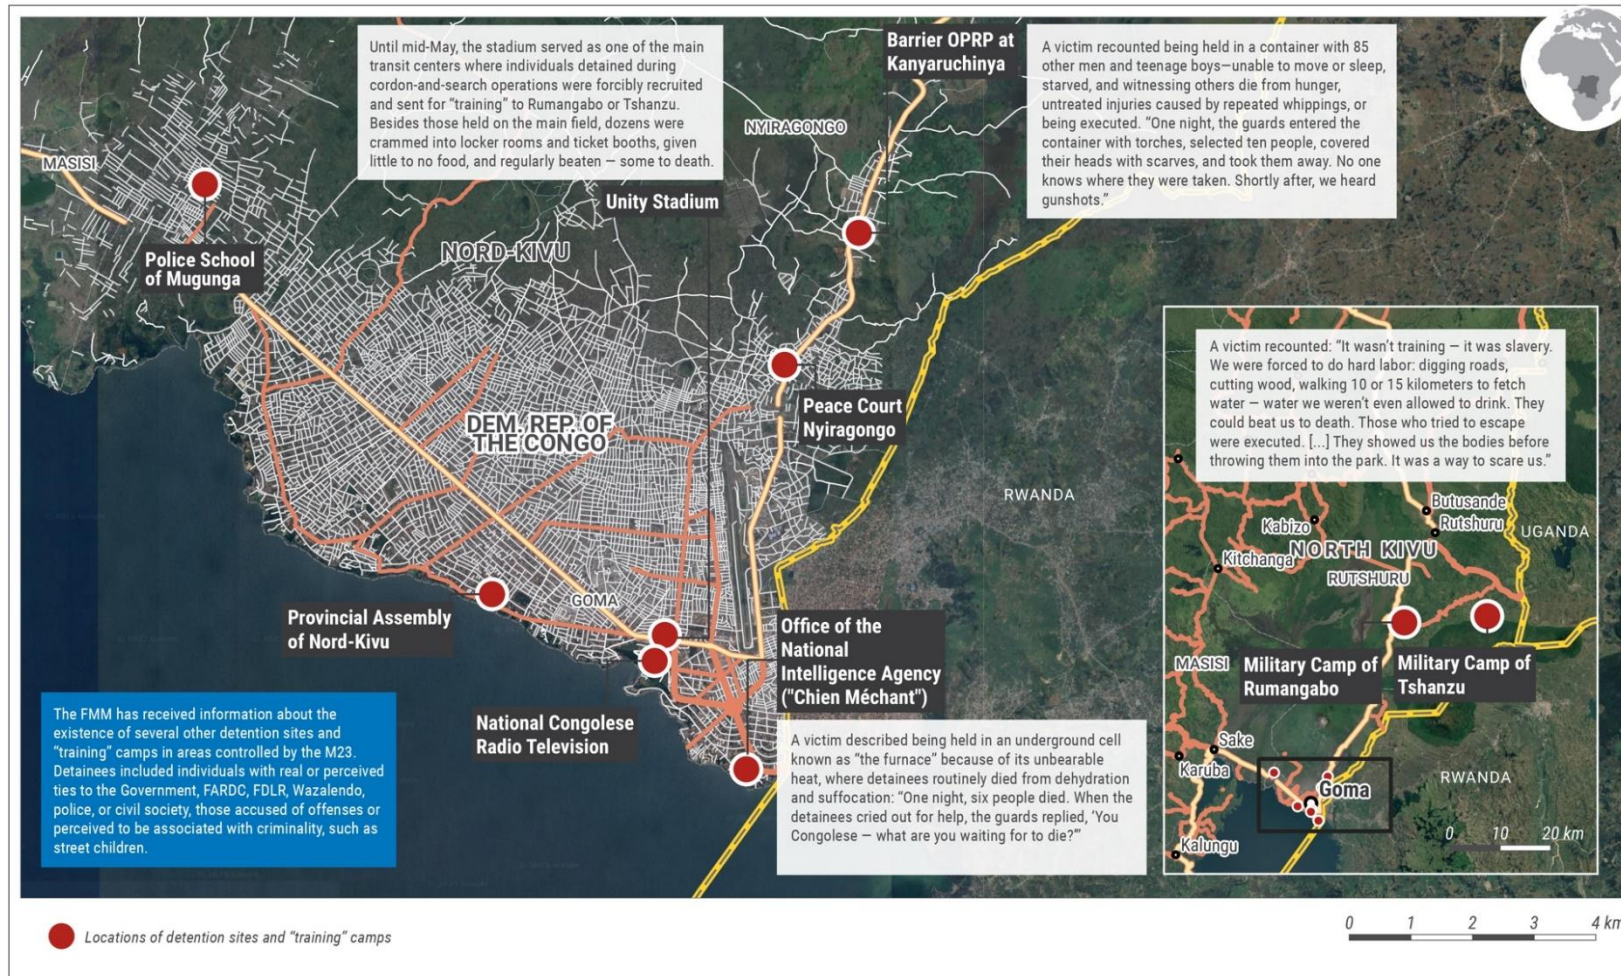 Until mid-May, the stadium served as one of the main
transit centers where individuals detained during
cordon-and-search operations were forcibly recruited
and sent for “training” to Rumangabo or Tshanzu.
Besides those held on the main field, dozens were
crammed into locker rooms and ticket booths, given
little to no food, and regularly beaten — some to death.
Unity Stadium
Barrier OPRP at
Kanyaruchinya
A victim recounted being held in a container with 85
other men and teenage boys—unable to move or sleep,
starved, and witnessing others die from hunger,
untreated injuries caused by repeated whippings, or
being executed. “One night, the guards entered the
container with torches, selected ten people, covered
their heads with scarves, and took them away. No one
knows where they were taken. Shortly after, we heard
gunshots.”
NYIRAGONGO
MASISI
Police School
of Mugunga
NORD-KIVU
DEM. REP. OF
THE CONGO
Peace Court
Nyiragongo
RWANDA
GOMA
Provincial Assembly
of Nord-Kivu
National Congolese
Radio Television
Office of the
National
Intelligence Agency
("Chien Méchant")
A victim described being held in an underground cell
known as “the furnace” because of its unbearable
heat, where detainees routinely died from dehydration
and suffocation: “One night, six people died. When the
detainees cried out for help, the guards replied, ‘You
Congolese — what are you waiting for to die?’”
The FMM has received information about the
existence of several other detention sites and
“training” camps in areas controlled by the M23.
Detainees included individuals with real or perceived
ties to the Government, FARDC, FDLR, Wazalendo,
police, or civil society, those accused of offenses or
perceived to be associated with criminality, such as
street children.
A victim recounted: “It wasn’t training — it was slavery.
We were forced to do hard labor: digging roads,
cutting wood, walking 10 or 15 kilometers to fetch
water — water we weren’t even allowed to drink. They
could beat us to death. Those who tried to escape
were executed. [...] They showed us the bodies before
throwing them into the park. It was a way to scare us.”
Butusande
Rutshuru
Kabizo
UGANDA
NORTH KIVU
Kitchanga
RUTSHURU
MASISI
Military Camp of
Rumangabo
Military Camp of
Tshanzu
Sake
Karuba
RWANDA
Goma
Kalungu
0 10 20 km
Locations of detention sites and “training” camps
0 1 2 3 4 km